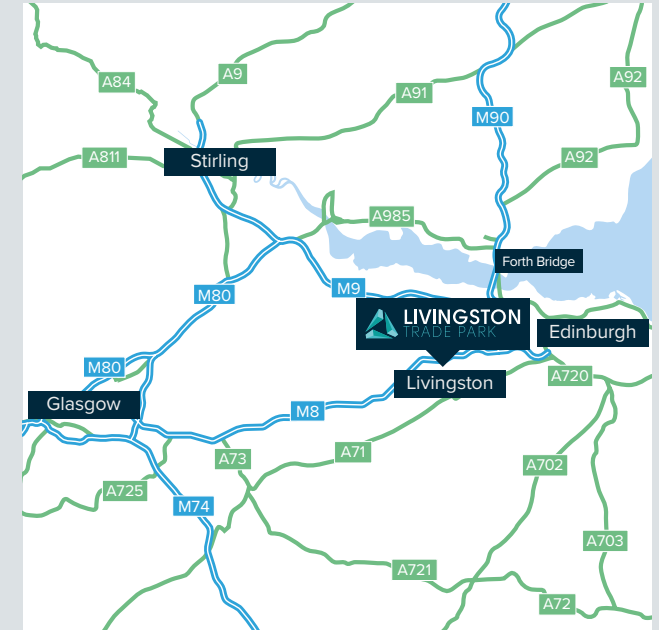 A84
A9
A92
A91
M90
A811
Stirling
A92
A985
Forth Bridge
M80
M9
LIVINGSTON
TRADE PARK
Edinburgh
M80
Livingston
A720
Glasgow
M8
A71
A73
A702
A725
M74
A703
A721
A72